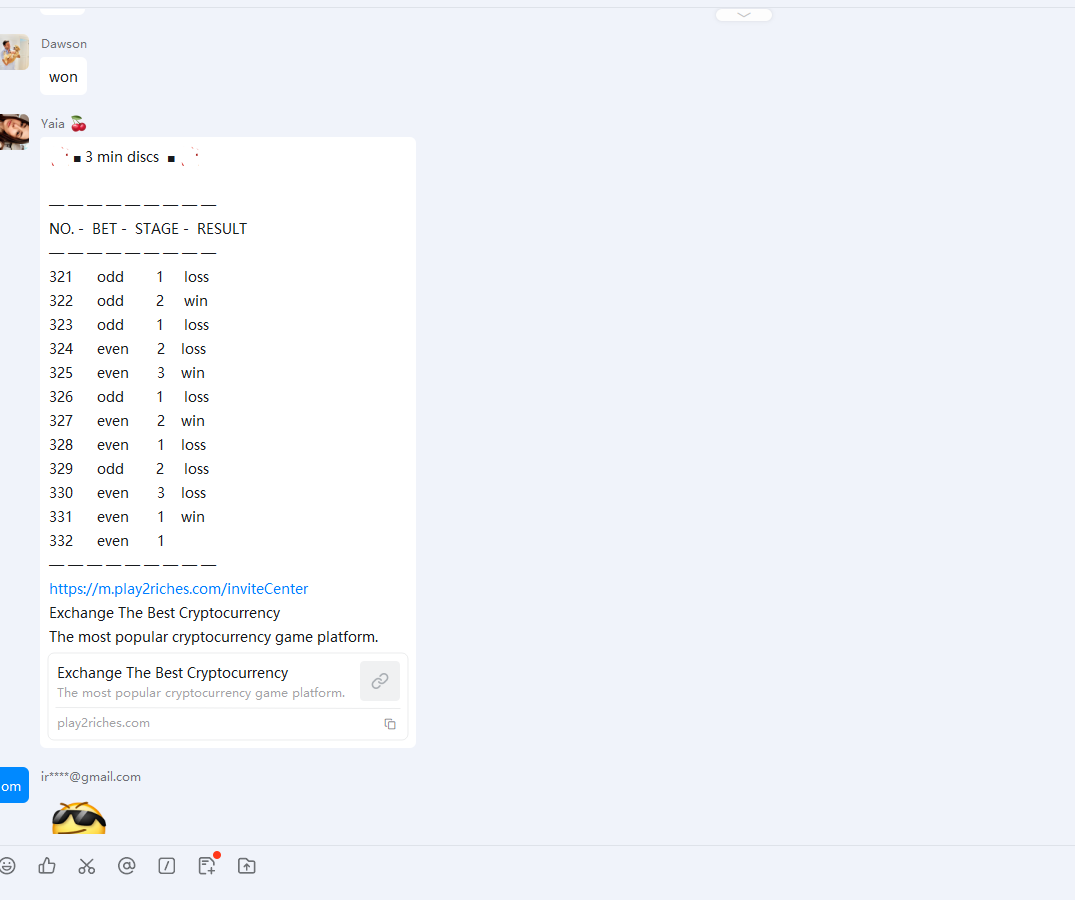 Dawson
won
Yaia
■ 3 min discs ■
— — — — — — — — —
NO. - BET - STAGE - RESULT
— — — — — — — — —
321 odd 1 loss
322 odd 2 win
323 odd 1 loss
324 even 2 loss
325 even 3 win
326 odd 1 loss
327 even 2 win
328 even 1 loss
329 odd 2 loss
330 even 3 loss
331 even 1 win
332 even 1
— — — — — — — — —
https://m.play2riches.com/inviteCenter
Exchange The Best Cryptocurrency
The most popular cryptocurrency game platform.
Exchange The Best Cryptocurrency
The most popular cryptocurrency game platform.
play2riches.com
ir****@gmail.com
om